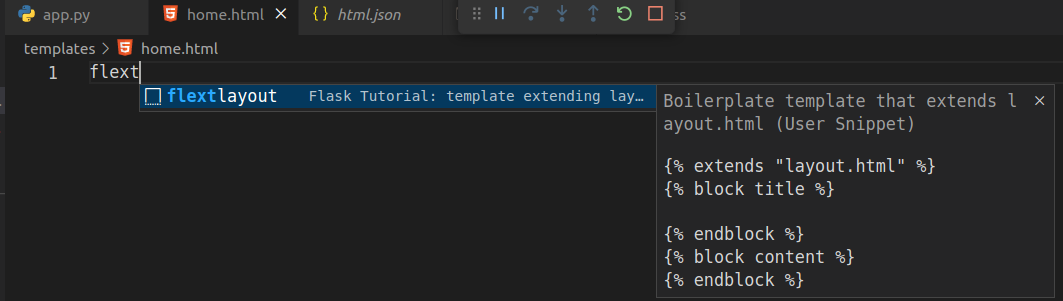 app.py home.html html.json ss
templates > home.html
1 flext
flextlayout Flask Tutorial: template extending lay…
Boilerplate template that extends l
ayout.html (User Snippet)
{% extends "layout.html" %}
{% block title %}
{% endblock %}
{% block content %}
{% endblock %}